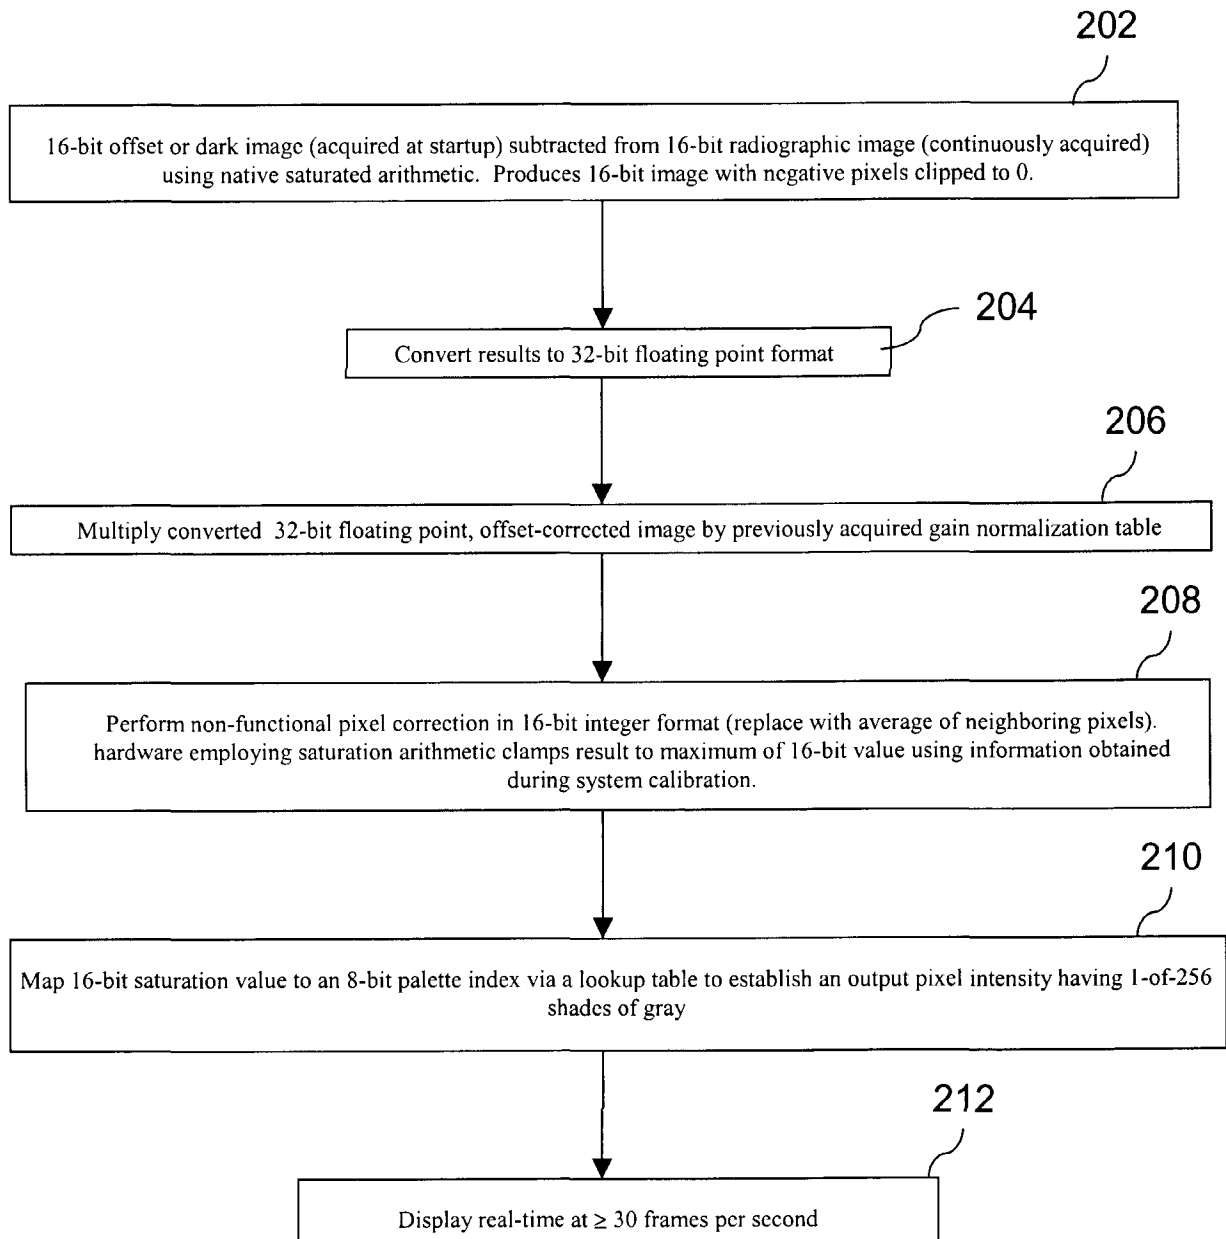 202
16-bit offset or dark image (acquired at startup) subtracted from 16-bit radiographic image (continuously acquired)
using native saturated arithmetic. Produces 16-bit image with negative pixels clipped to 0.
204
Convert results to 32-bit floating point format
206
Multiply converted 32-bit floating point, offset-corrected image by previously acquired gain normalization table
208
Perform non-functional pixel correction in 16-bit integer format (replace with average of neighboring pixels).
hardware employing saturation arithmetic clamps result to maximum of 16-bit value using information obtained
during system calibration.
210
Map 16-bit saturation value to an 8-bit palette index via a lookup table to establish an output pixel intensity having 1-of-256
shades of gray
212
Display real-time at ≥ 30 frames per second